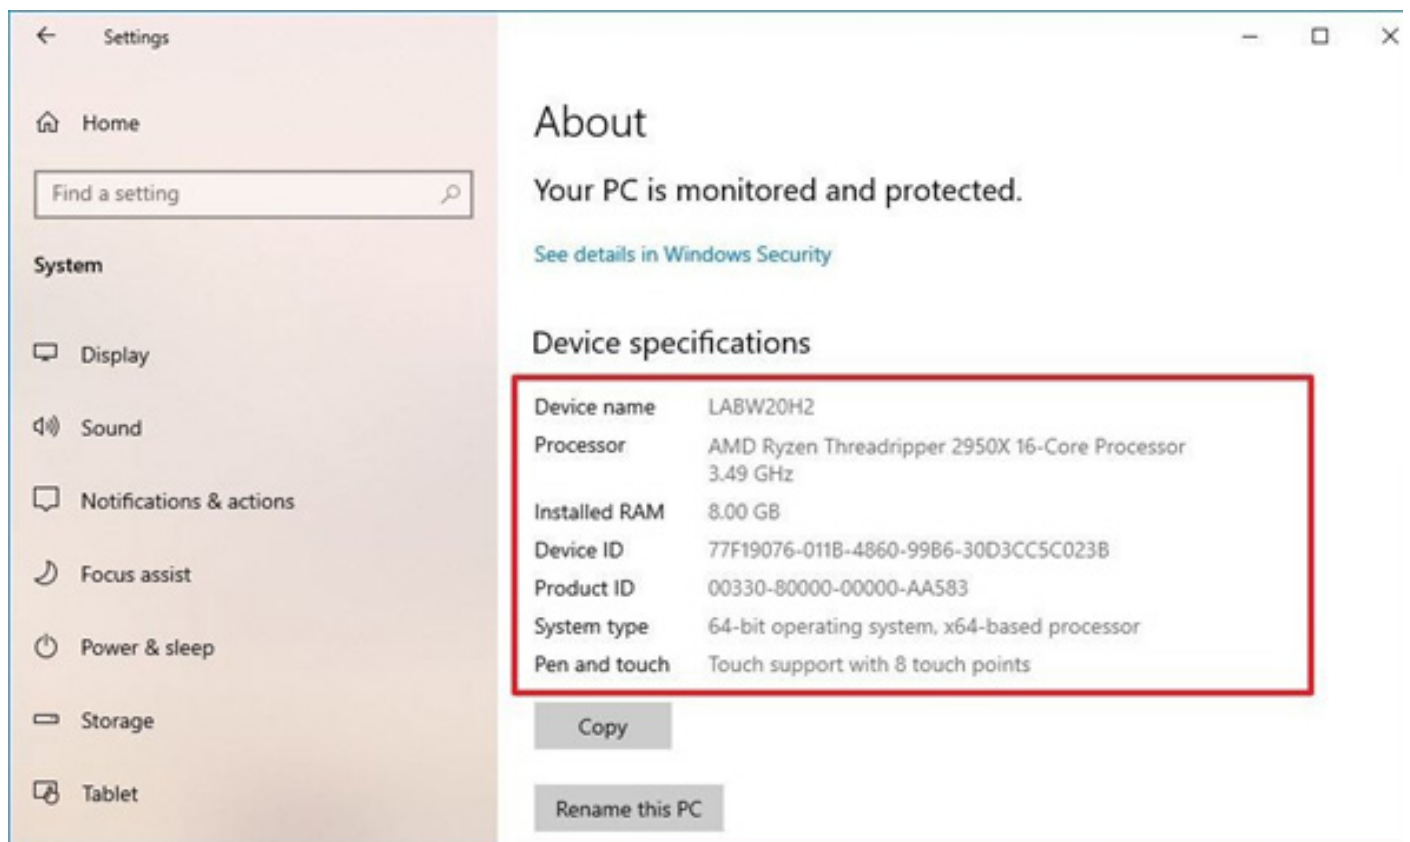 Settings
Home
Find a setting
System
Display
Sound
Notifications & actions
Focus assist
Power & sleep
Storage
Tablet
About
Your PC is monitored and protected.
See details in Windows Security
Device specifications
Device name LABW20H2
Processor AMD Ryzen Threadripper 2950X 16-Core Processor
3.49 GHz
Installed RAM 8.00 GB
Device ID 77F19076-011B-4860-99B6-30D3CC5C023B
Product ID 00330-80000-00000-AA583
System type 64-bit operating system, x64-based processor
Pen and touch Touch support with 8 touch points
Copy
Rename this PC